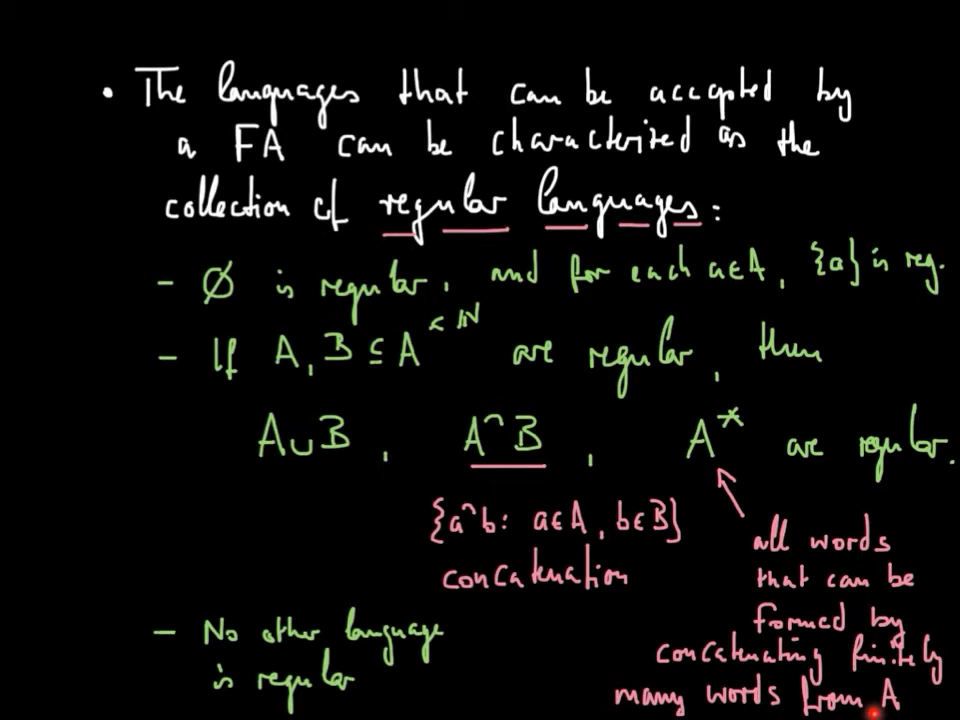 • The languages that can be accepted by
a FA can be characterized as the
collection of regular languages:
- ∅ is regular, and for each a∈A, {a} is reg.
- If A, B ⊆ A^{<ℕ} are regular, then
A∪B, A⌢B, A* are regular.
{a⌢b: a∈A, b∈B}
concatenation
all words
that can be
formed by
concatenating finitely
many words from A
- No other language
is regular